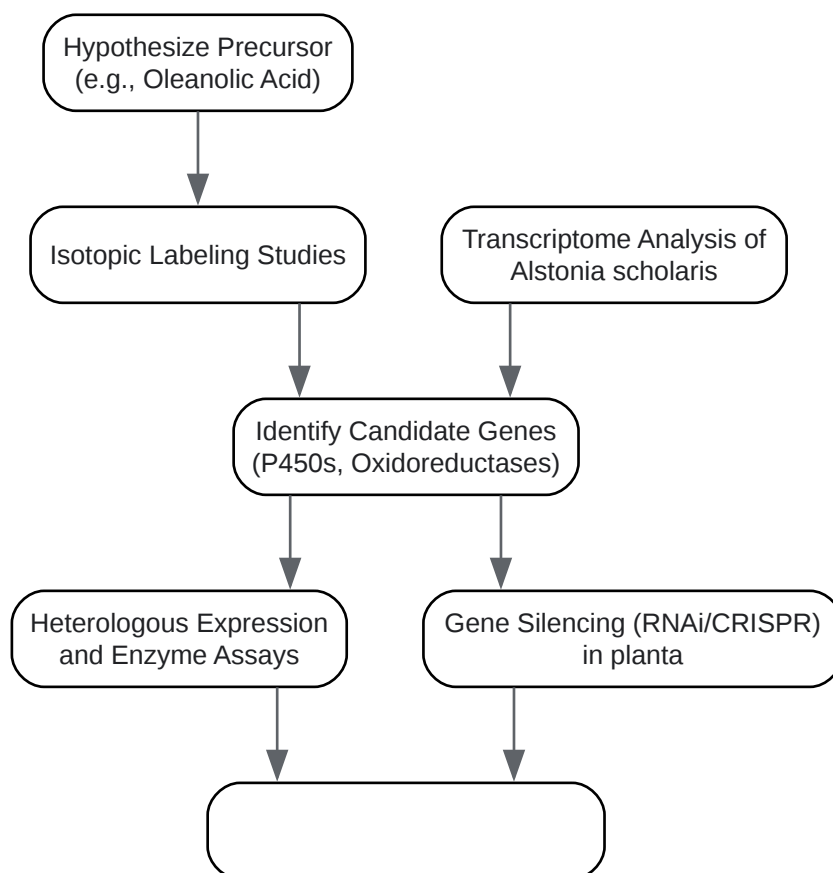 Hypothesize Precursor
(e.g., Oleanolic Acid)
Isotopic Labeling Studies
Transcriptome Analysis of
Alstonia scholaris
Identify Candidate Genes
(P450s, Oxidoreductases)
Heterologous Expression
and Enzyme Assays
Gene Silencing (RNAi/CRISPR)
in planta